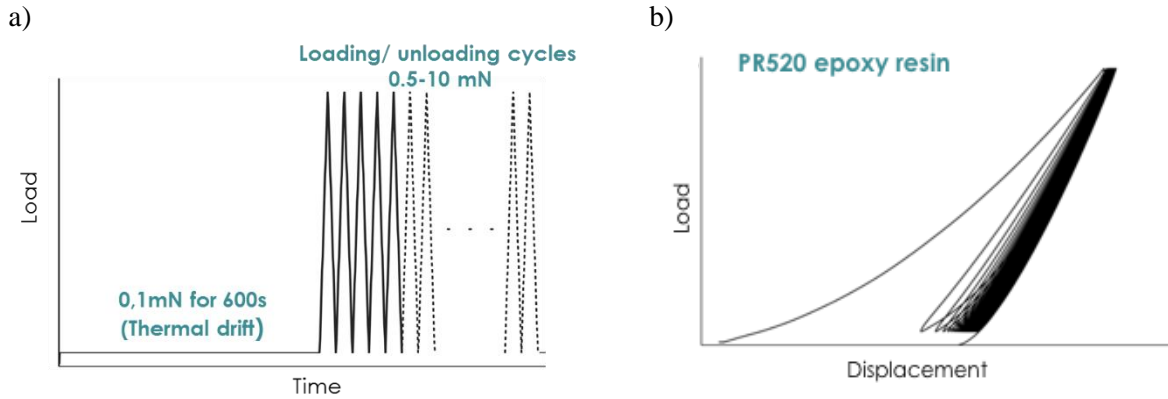 a)
Loading/ unloading cycles
0.5-10 mN
Load
0,1mN for 600s
(Thermal drift)
. . .
Time
b)
PR520 epoxy resin
Load
Displacement